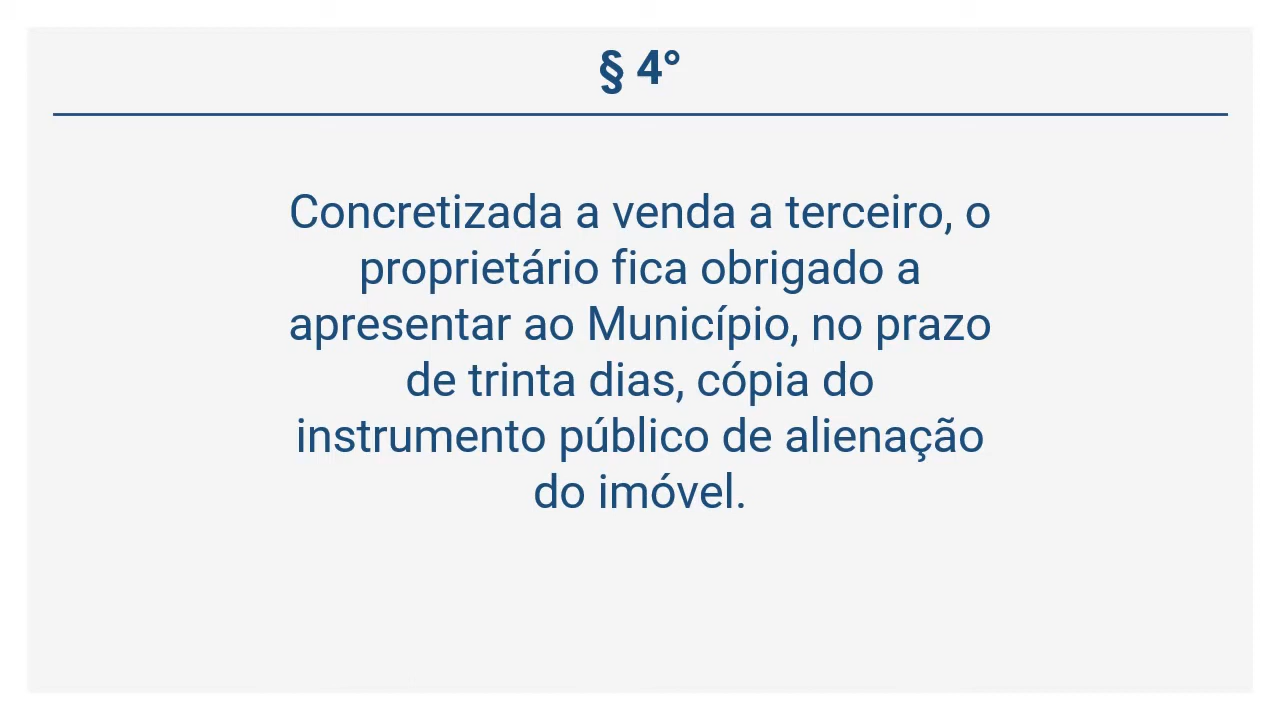 § 4°
Concretizada a venda a terceiro, o
proprietário fica obrigado a
apresentar ao Município, no prazo
de trinta dias, cópia do
instrumento público de alienação
do imóvel.